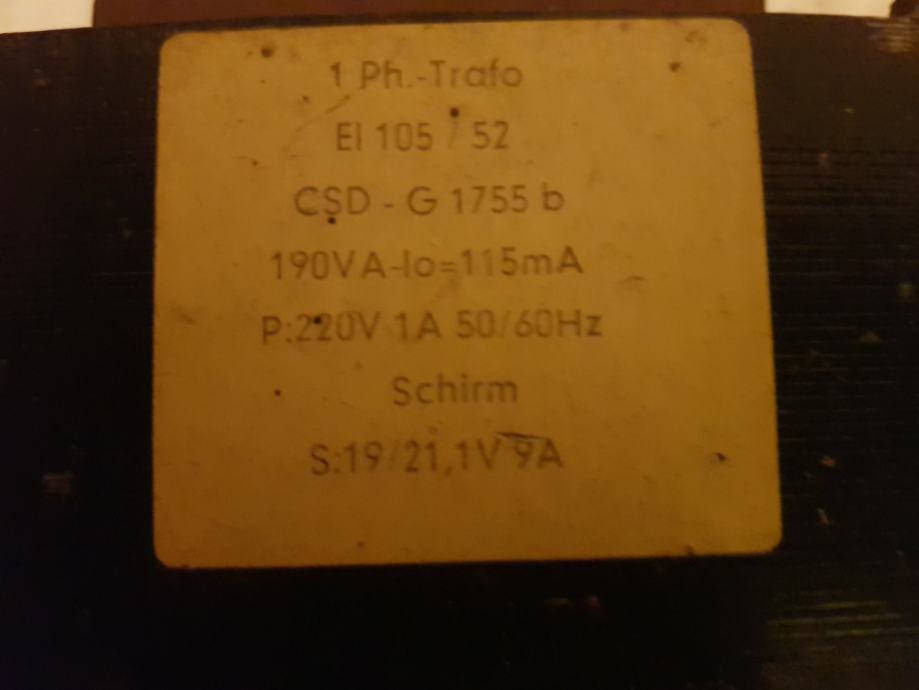 1 Ph.-Trafo
EI 105 / 52
CSD - G 1755 b
190VA-Io=115mA
P:220V 1A 50/60Hz
Schirm
S:19/21,1V 9A